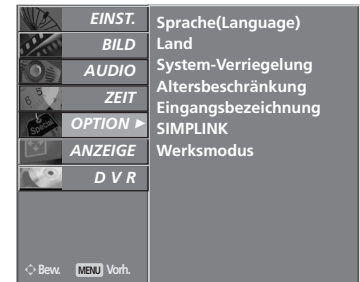 EINST.
BILD
AUDIO
ZEIT
OPTION ►
ANZEIGE
D V R
Sprache(Language)
Land
System-Verriegelung
Altersbeschränkung
Eingangsbezeichnung
SIMPLINK
Werksmodus
Bew. MENU Vorh.